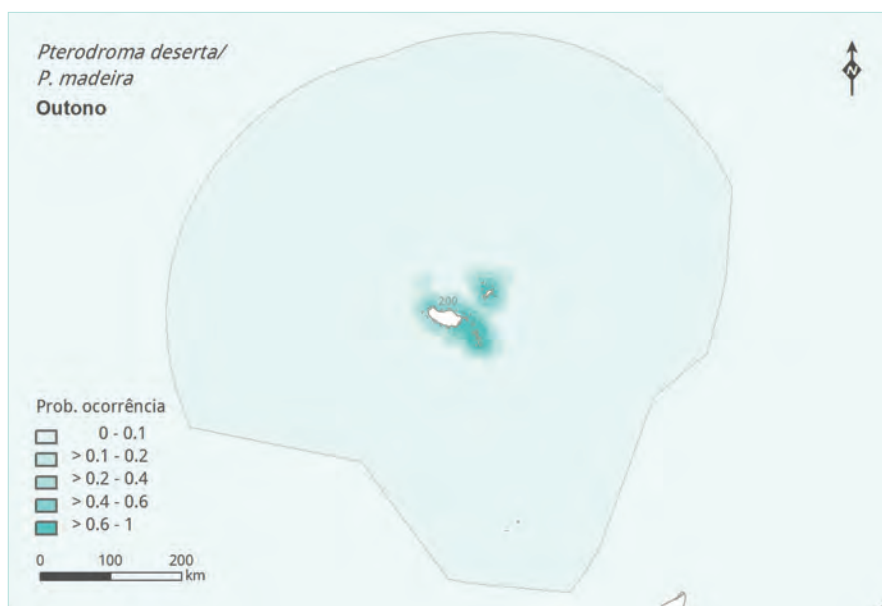 Pterodroma deserta/
P. madeira
Outono
N
200
Prob. ocorrência
0 - 0.1
> 0.1 - 0.2
> 0.2 - 0.4
> 0.4 - 0.6
> 0.6 - 1
0 100 200
km